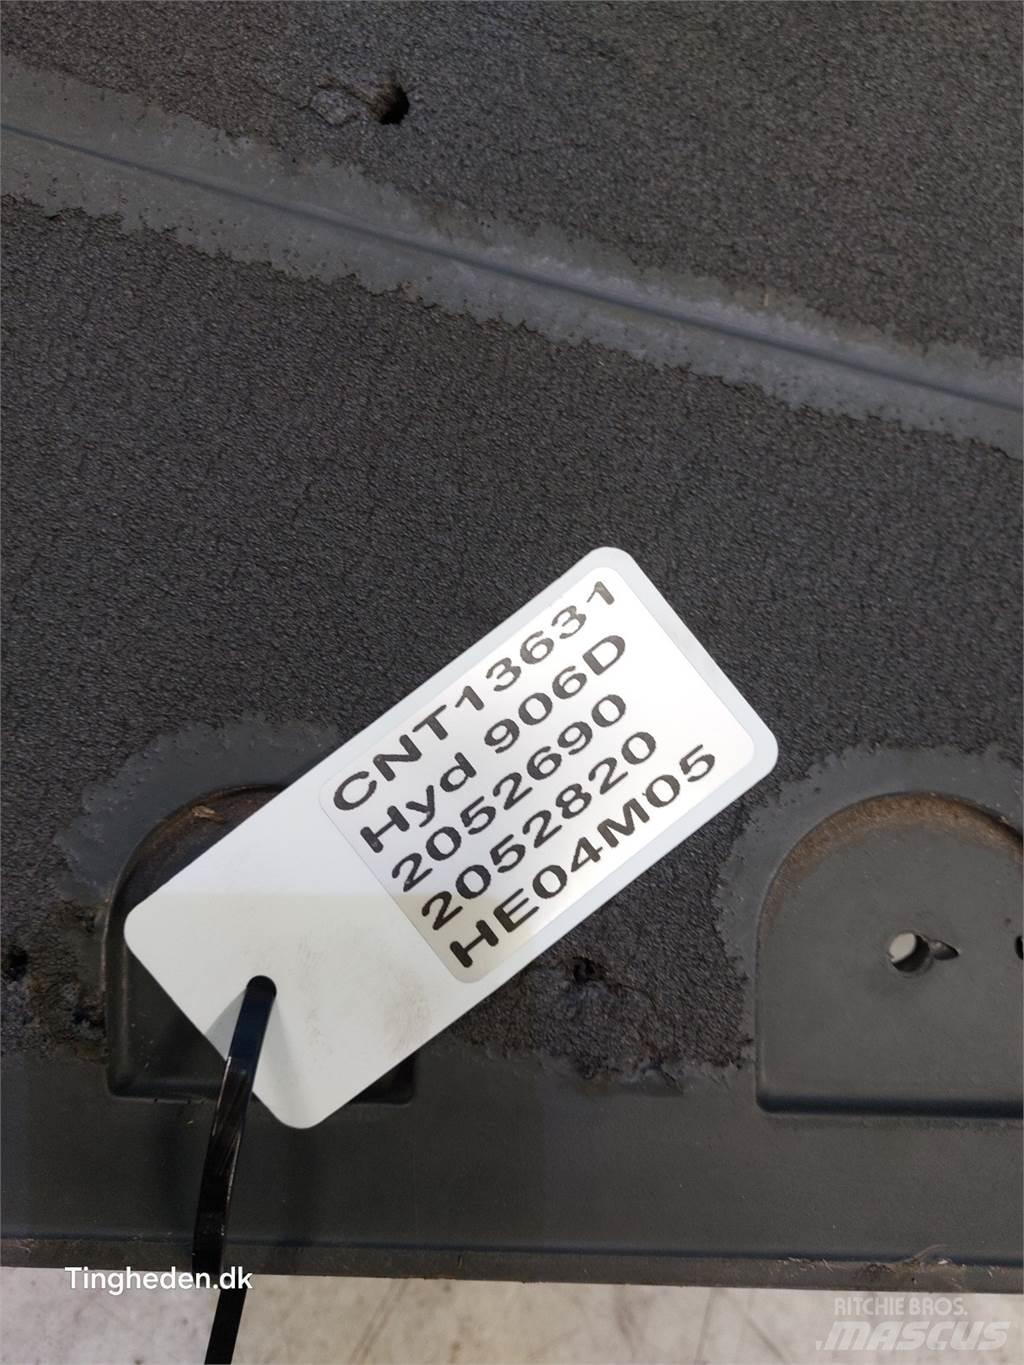 CNT13631
Hyd 906D
2052690
2052820
HE04M05
Tingheden.dk
RITCHIE BROS.
MASCUS